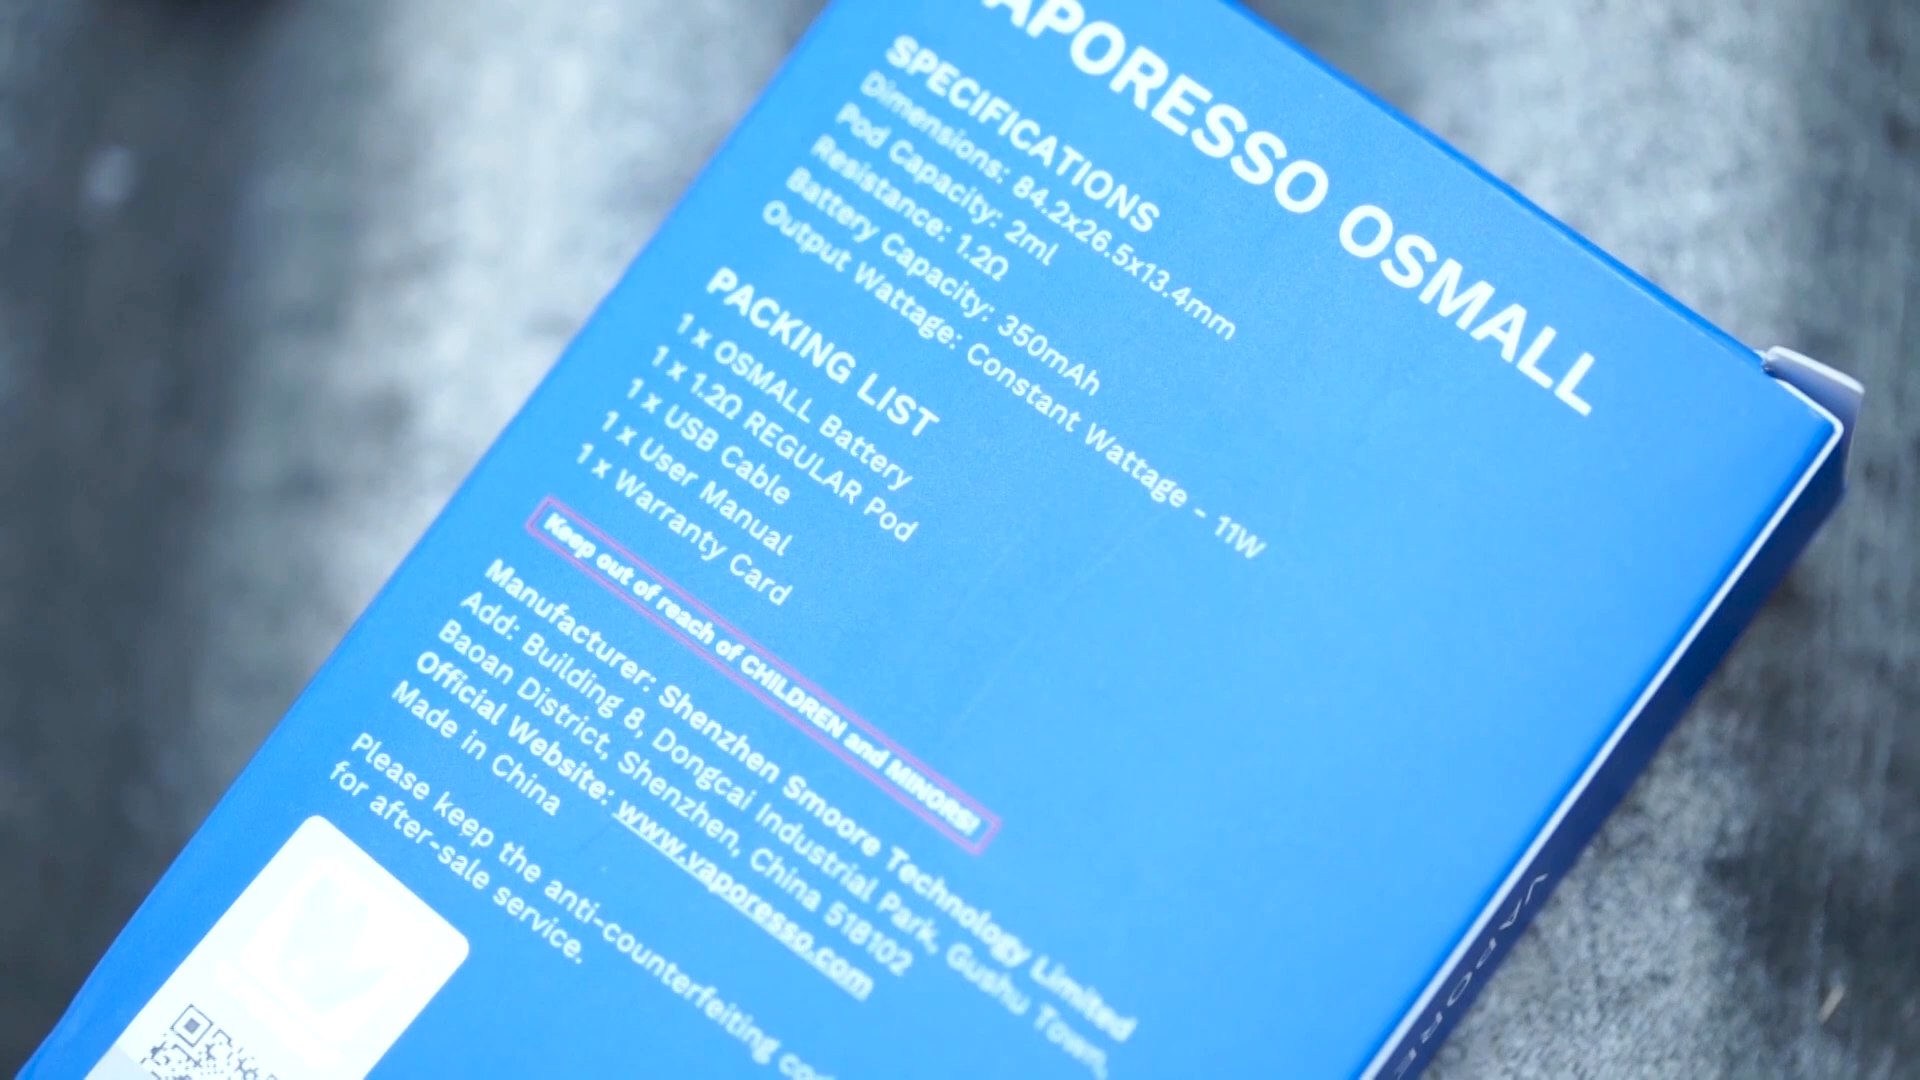 APORESSO OSMALL
SPECIFICATIONS
Dimensions: 84.2x26.5x13.4mm
Pod Capacity: 2ml
Resistance: 1.2Ω
Battery Capacity: 350mAh
Output Wattage: Constant Wattage - 11W
PACKING LIST
1 x OSMALL Battery
1 x 1.2Ω REGULAR Pod
1 x USB Cable
1 x User Manual
1 x Warranty Card
Keep out of reach of CHILDREN and MINORS!
Manufacturer: Shenzhen Smoore Technology Limited
Add: Building 8, Dongcai Industrial Park, Gushu Town,
Baoan District, Shenzhen, China 518102
Official Website: www.vaporesso.com
Made in China
Please keep the anti-counterfeiting
for after-sale service.
VAPORE